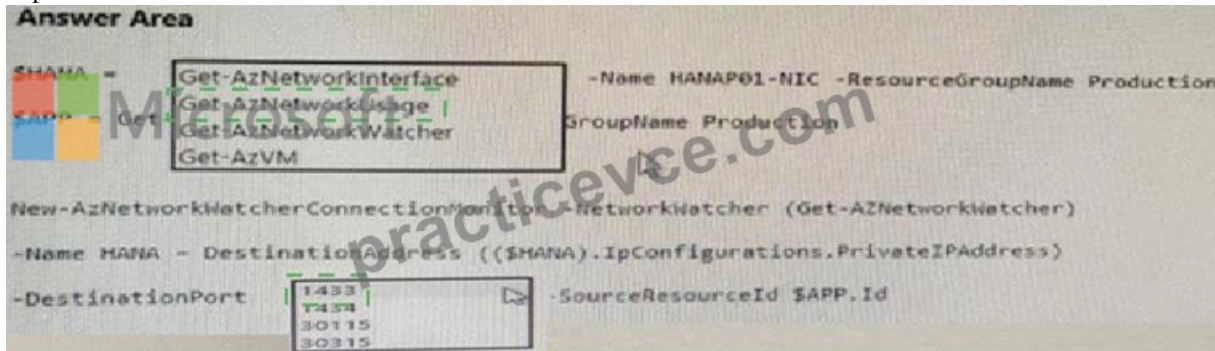 Answer Area
$HANA = Get-AzNetworkInterface -Name HANAP01-NIC -ResourceGroupName Production
Get-AzNetworkUsage
$APP = Get GroupName Production
Get-AzNetworkWatcher
Get-AzVM
Microsoft
practicevce.com
New-AzNetworkWatcherConnectionMonitor -NetworkWatcher (Get-AZNetworkWatcher)
-Name HANA - DestinationAddress (($HANA).IpConfigurations.PrivateIPAddress)
-DestinationPort 1433 -SourceResourceId $APP.Id
1434
30115
30315